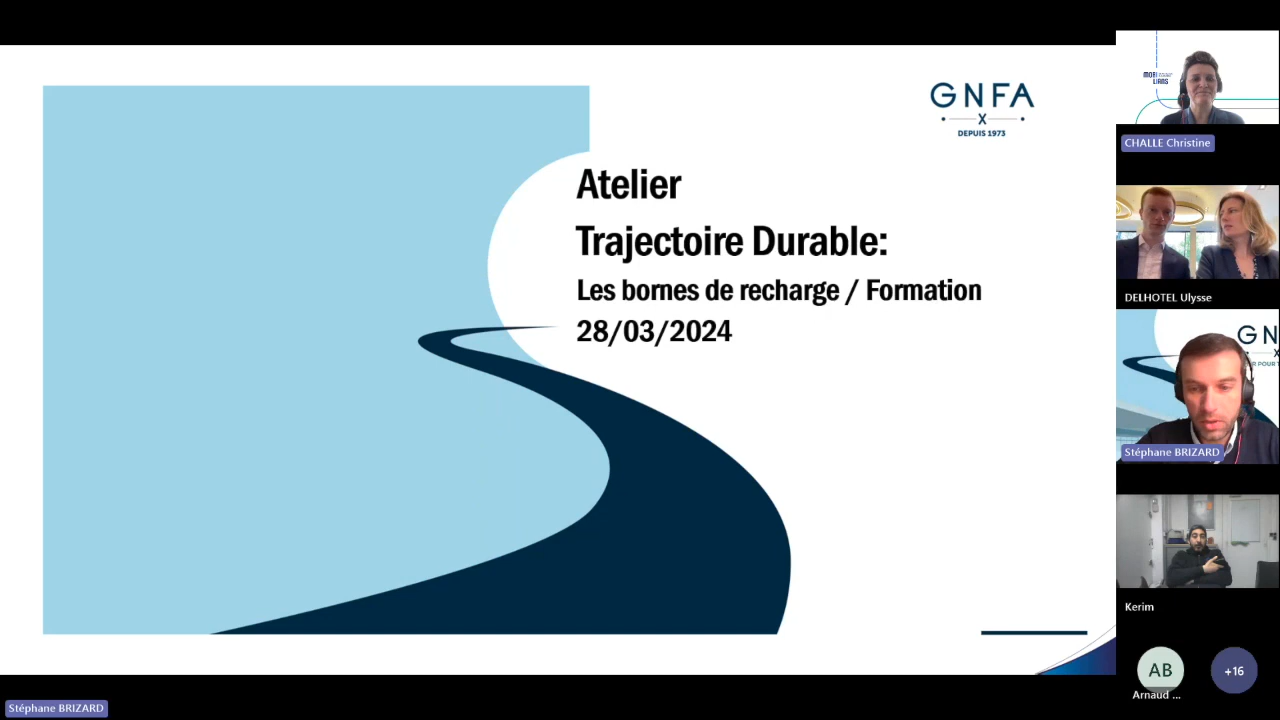 GNFA
X
DEPUIS 1973
Atelier
Trajectoire Durable:
Les bornes de recharge / Formation
28/03/2024
CHALLE Christine
DELHOTEL Ulysse
GN
X
Stéphane BRIZARD
Kerim
AB
+16
Arnaud ...
Stéphane BRIZARD